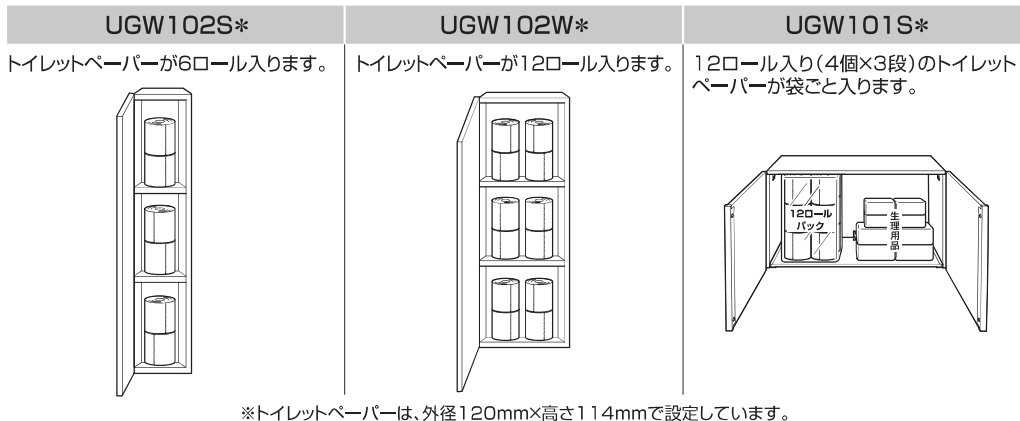 UGW102S*
トイレットペーパーが6ロール入ります。
UGW102W*
トイレットペーパーが12ロール入ります。
UGW101S*
12ロール入り(4個×3段)のトイレット
ペーパーが袋ごと入ります。
12ロール
パック
生理用品
※トイレットペーパーは、外径120mm×高さ114mmで設定しています。